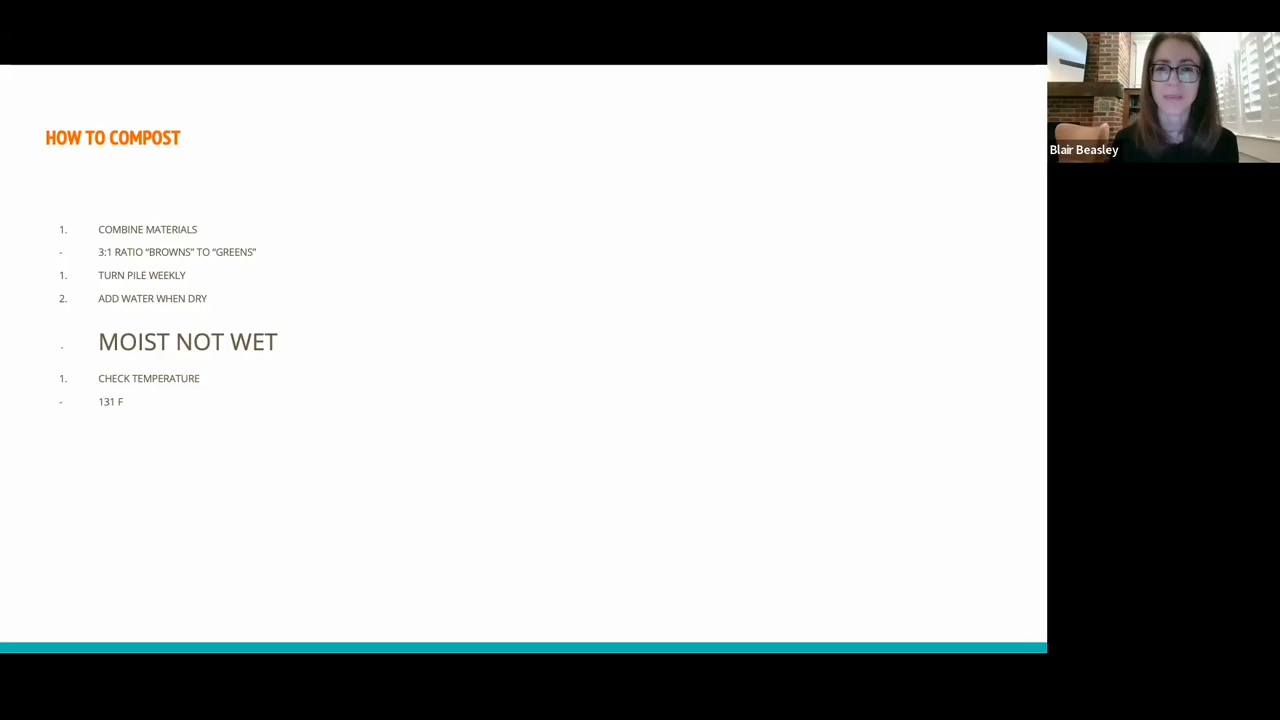 HOW TO COMPOST
1. COMBINE MATERIALS
- 3:1 RATIO “BROWNS” TO “GREENS”
1. TURN PILE WEEKLY
2. ADD WATER WHEN DRY
- MOIST NOT WET
1. CHECK TEMPERATURE
- 131 F
Blair Beasley